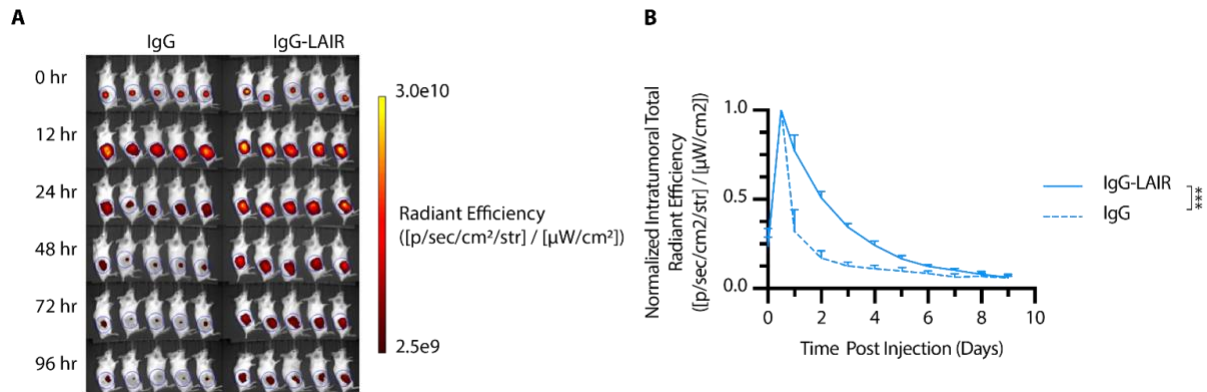 A
IgG
IgG-LAIR
0 hr
12 hr
24 hr
48 hr
72 hr
96 hr
3.0e10
Radiant Efficiency
([p/sec/cm²/str] / [µW/cm²])
2.5e9
B
Normalized Intratumoral Total
Radiant Efficiency
([p/sec/cm2/str] / [µW/cm2])
1.0
0.5
0.0
0
2
4
6
8
10
Time Post Injection (Days)
IgG-LAIR
IgG
***